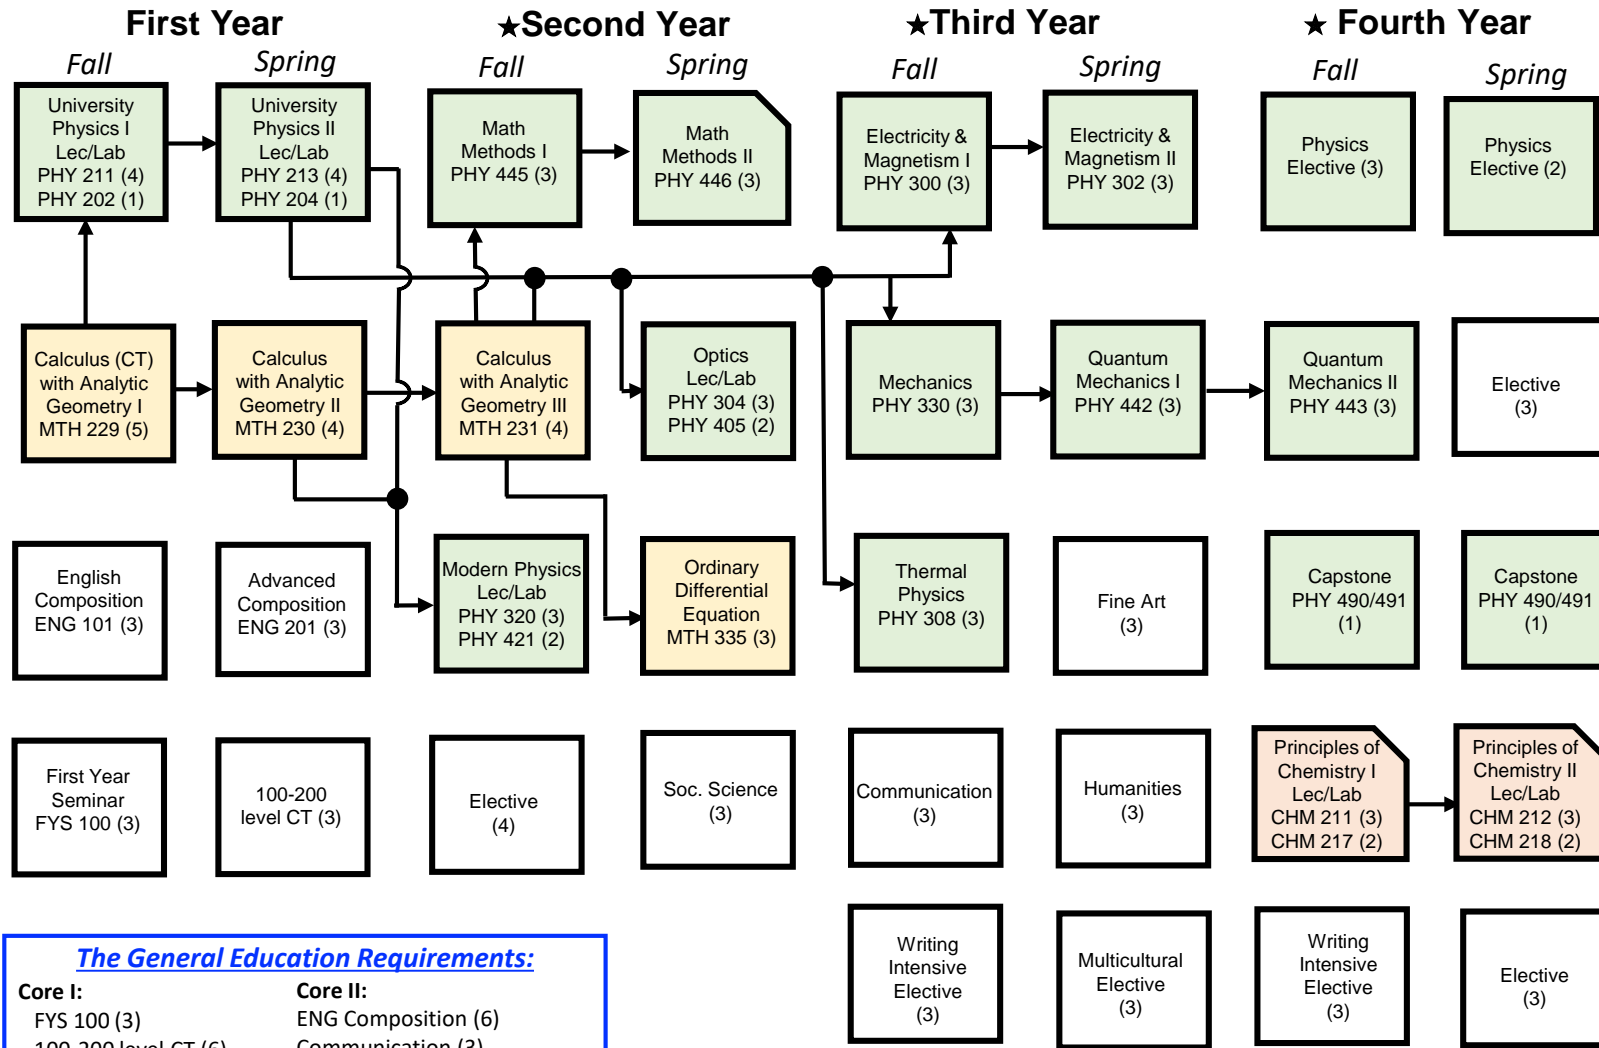 First Year
★Second Year
★Third Year
★ Fourth Year
Fall
Spring
Fall
Spring
Fall
Spring
Fall
Spring
University
Physics I
Lec/Lab
PHY 211 (4)
PHY 202 (1)
University
Physics II
Lec/Lab
PHY 213 (4)
PHY 204 (1)
Math
Methods I
PHY 445 (3)
Math
Methods II
PHY 446 (3)
Electricity &
Magnetism I
PHY 300 (3)
Electricity &
Magnetism II
PHY 302 (3)
Physics
Elective (3)
Physics
Elective (2)
Calculus (CT)
with Analytic
Geometry I
MTH 229 (5)
Calculus
with Analytic
Geometry II
MTH 230 (4)
Calculus
with Analytic
Geometry III
MTH 231 (4)
Optics
Lec/Lab
PHY 304 (3)
PHY 405 (2)
Mechanics
PHY 330 (3)
Quantum
Mechanics I
PHY 442 (3)
Quantum
Mechanics II
PHY 443 (3)
Elective
(3)
English
Composition
ENG 101 (3)
Advanced
Composition
ENG 201 (3)
Modern Physics
Lec/Lab
PHY 320 (3)
PHY 421 (2)
Ordinary
Differential
Equation
MTH 335 (3)
Thermal
Physics
PHY 308 (3)
Fine Art
(3)
Capstone
PHY 490/491
(1)
Capstone
PHY 490/491
(1)
First Year
Seminar
FYS 100 (3)
100-200
level CT (3)
Elective
(4)
Soc. Science
(3)
Communication
(3)
Humanities
(3)
Principles of
Chemistry I
Lec/Lab
CHM 211 (3)
CHM 217 (2)
Principles of
Chemistry II
Lec/Lab
CHM 212 (3)
CHM 218 (2)
Writing
Intensive
Elective
(3)
Multicultural
Elective
(3)
Writing
Intensive
Elective
(3)
Elective
(3)
The General Education Requirements:
Core I:
FYS 100 (3)
100-200 level CT (6)
Core II:
ENG Composition (6)
Communication (3)